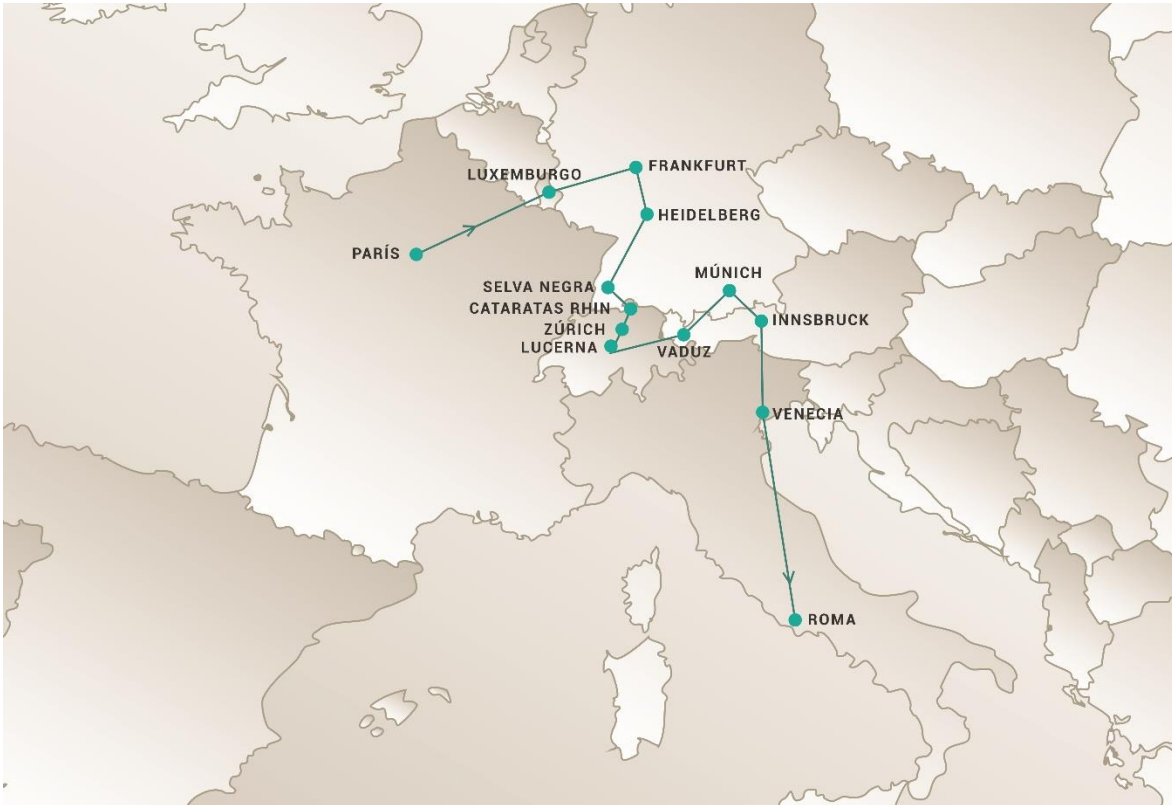 FRANKFURT
LUXEMBURGO
HEIDELBERG
PARÍS
MÚNICH
SELVA NEGRA
CATARATAS RHIN
INNSBRUCK
ZÚRICH
LUCERNA
VADUZ
VENECIA
ROMA